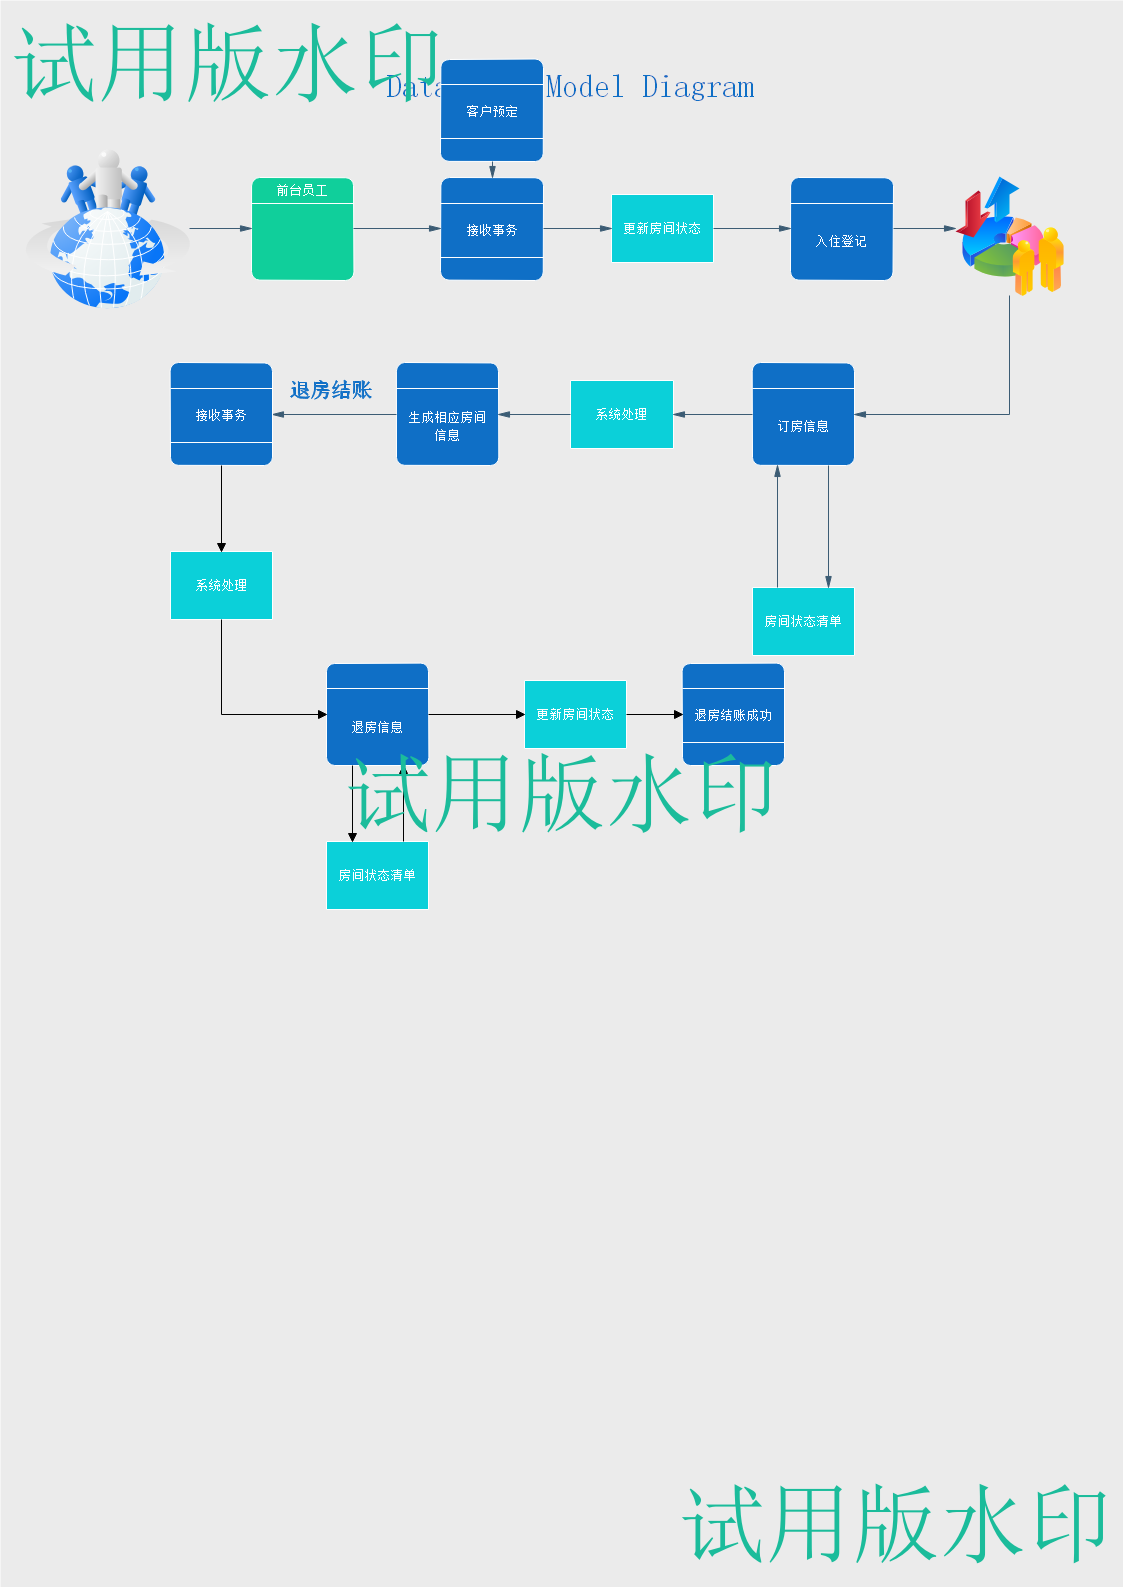 试用版水印
Data Model Diagram
客户预定
前台员工
接收事务
更新房间状态
入住登记
接收事务
退房结账
生成相应房间
信息
系统处理
订房信息
系统处理
房间状态清单
退房信息
更新房间状态
退房结账成功
试用版水印
房间状态清单
试用版水印